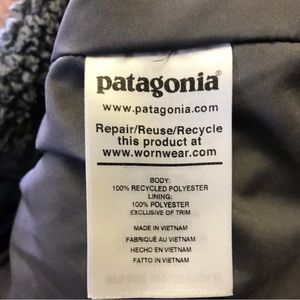 patagonia®
www.patagonia.com
Repair/Reuse/Recycle
this product at
www.wornwear.com
BODY:
100% RECYCLED POLYESTER
LINING:
100% POLYESTER
EXCLUSIVE OF TRIM
MADE IN VIETNAM
FABRIQUÉ AU VIETNAM
HECHO EN VIETNAM
FATTO IN VIETNAM